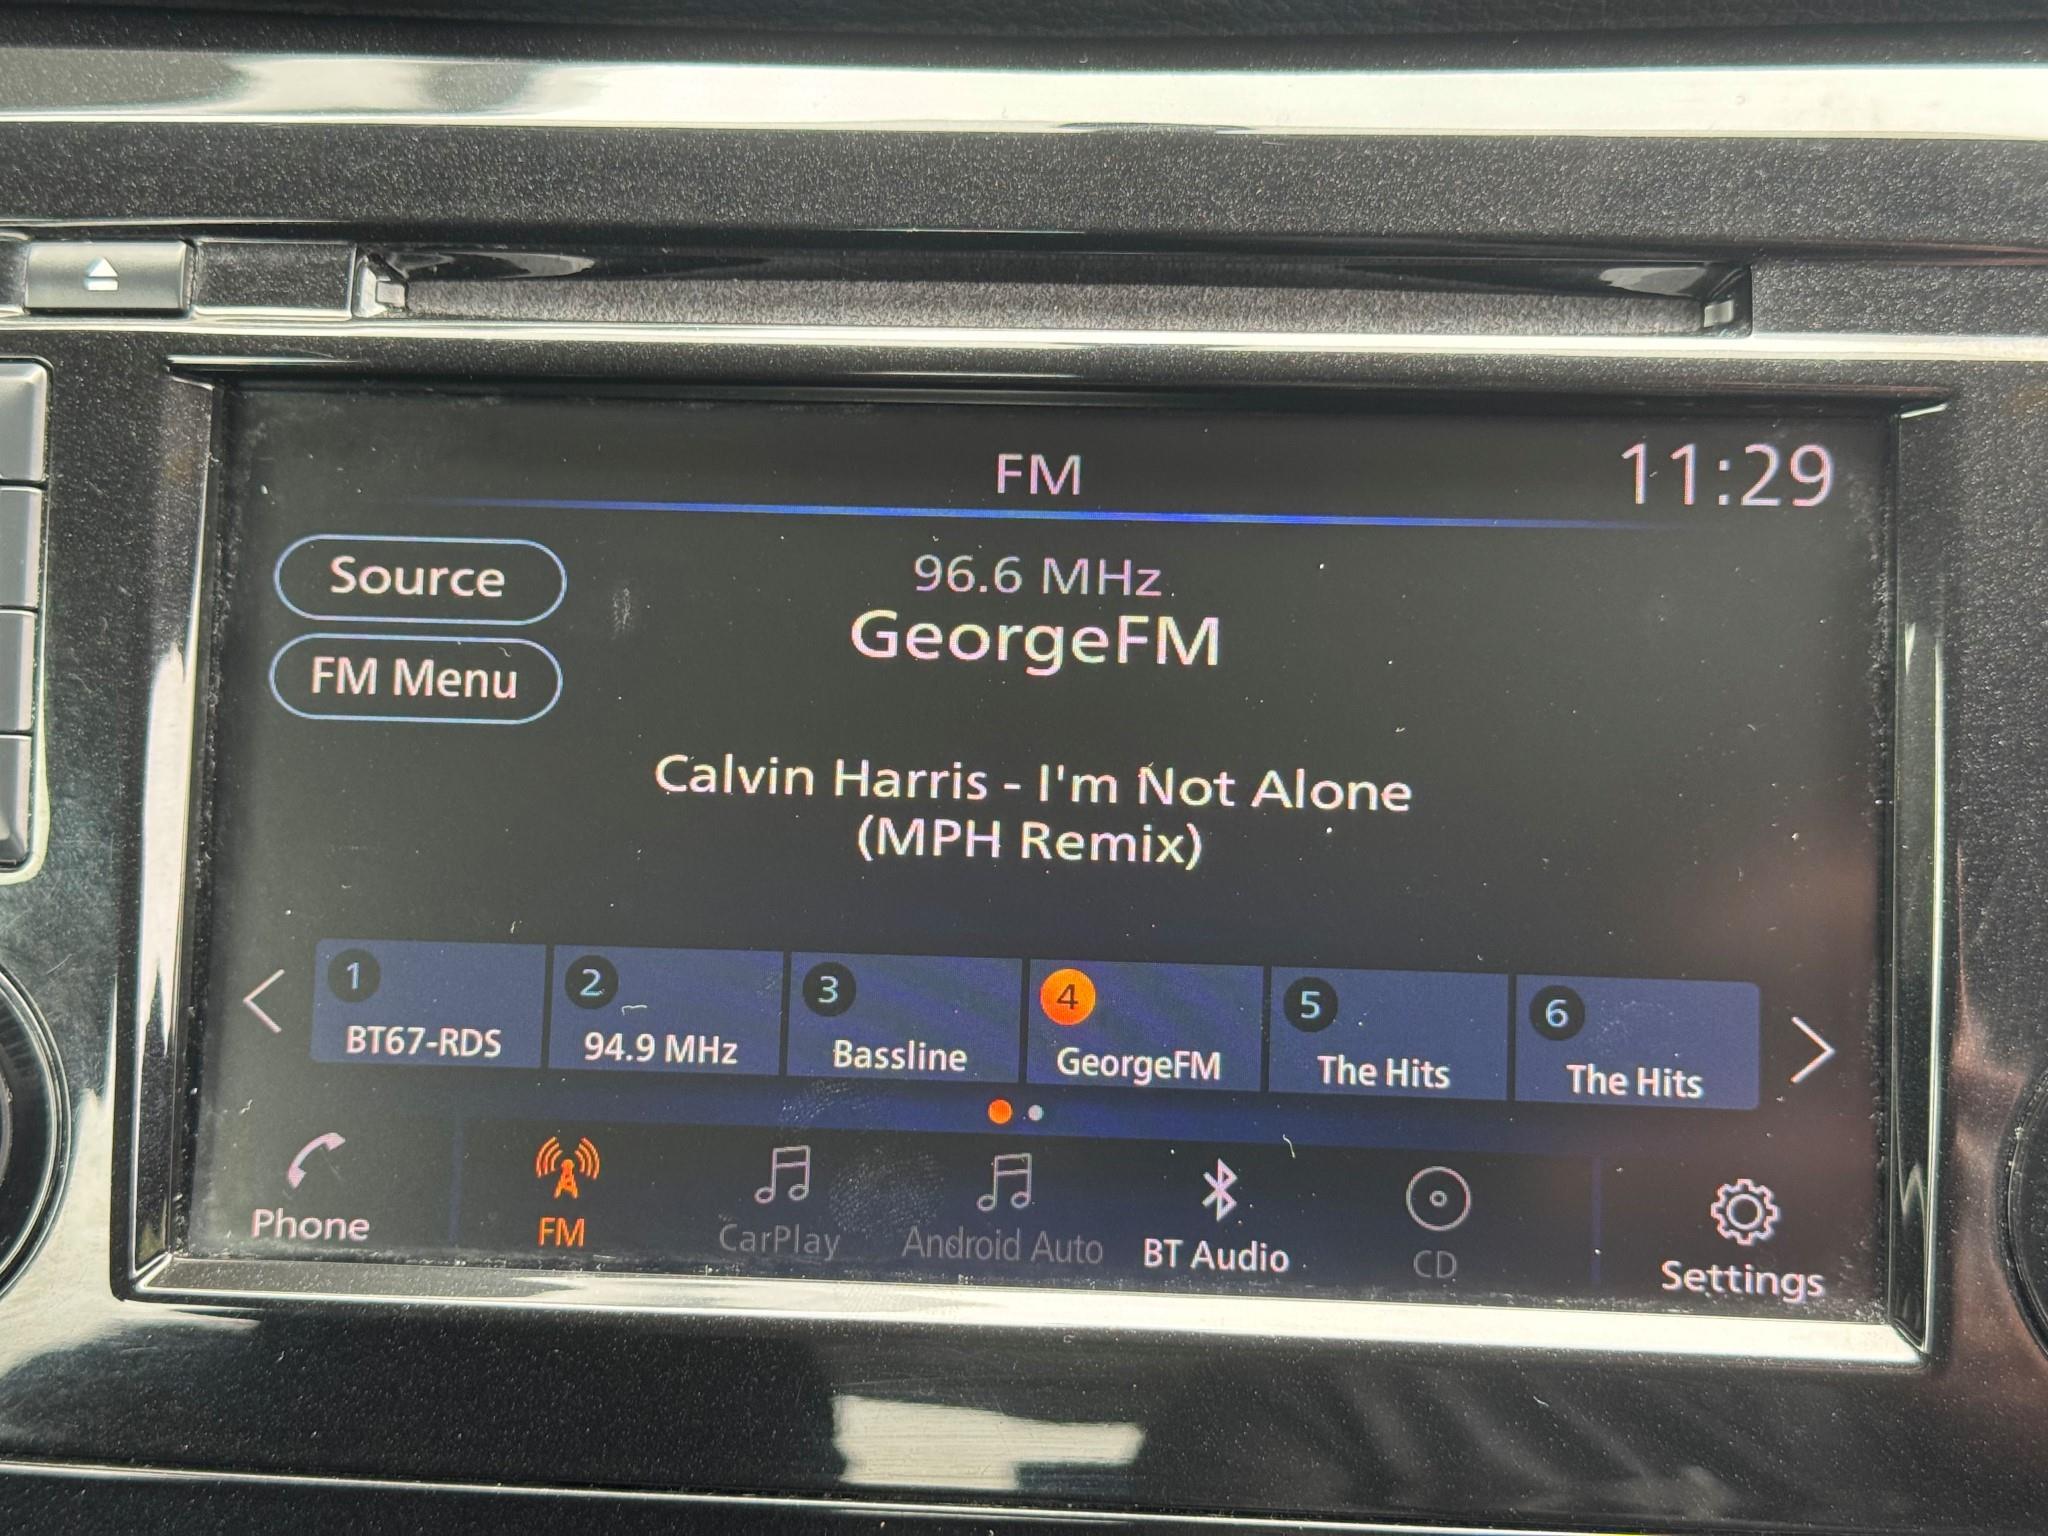 FM
11:29
Source
96.6 MHz
GeorgeFM
FM Menu
Calvin Harris - I'm Not Alone
(MPH Remix)
1
2
3
4
5
6
BT67-RDS
94.9 MHz
Bassline
GeorgeFM
The Hits
The Hits
Phone
FM
CarPlay
Android Auto
BT Audio
CD
Settings